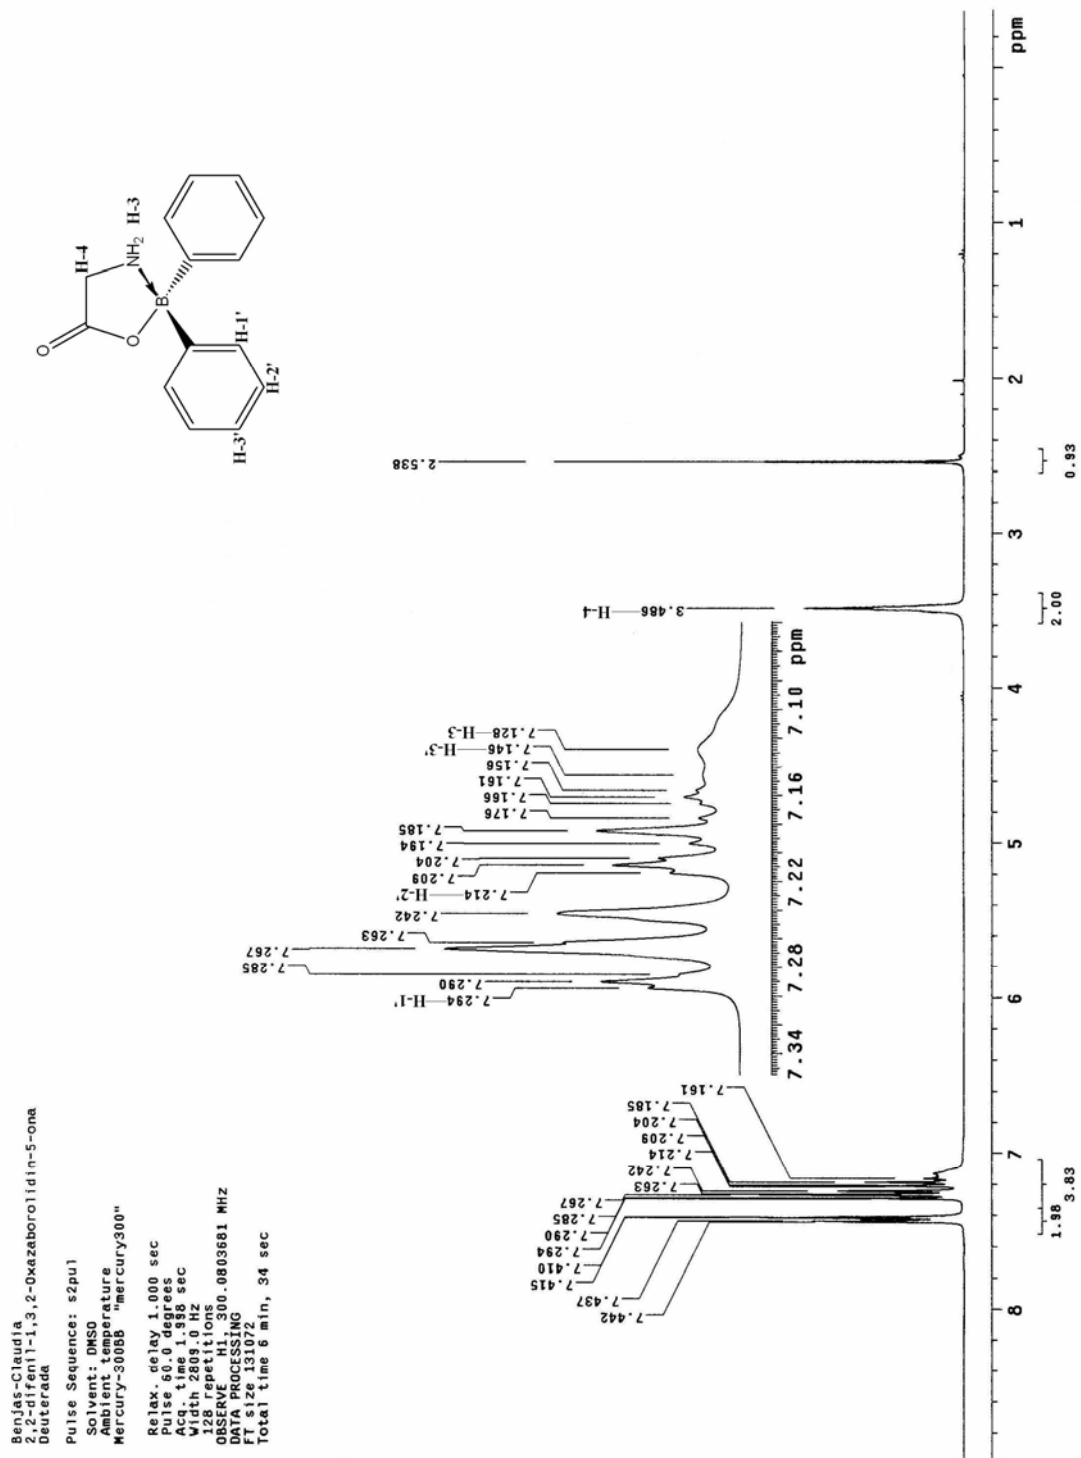 Benjas-Claudia
2,2-difenil-1,3,2-Oxazaborolidin-5-ona
Deuterada
Pulse Sequence: s2pul
Solvent: DMSO
Ambient temperature
Mercury-300BB "mercury300"
Relax. delay 1.000 sec
Pulse 60.0 degrees
Acq. time 1.998 sec
Width 2809.0 Hz
128 repetitions
OBSERVE H1, 300.0803681 MHz
DATA PROCESSING
FT size 131072
Total time 6 min, 34 sec
O
O
H-4
NH2
H-3
B
H-1'
H-2'
H-3'
7.294—H-1'
7.290
7.285
7.267
7.263
7.242
7.214—H-2'
7.209
7.204
7.194
7.185
7.176
7.166
7.161
7.156
7.146—H-3'
7.128—H-3
7.34 7.28 7.22 7.16 7.10 ppm
3.486—H-4
2.538
7.442
7.437
7.415
7.410
7.294
7.290
7.285
7.267
7.263
7.242
7.214
7.209
7.204
7.185
7.161
8 7 6 5 4 3 2 1 ppm
1.98 3.83 2.00 0.93